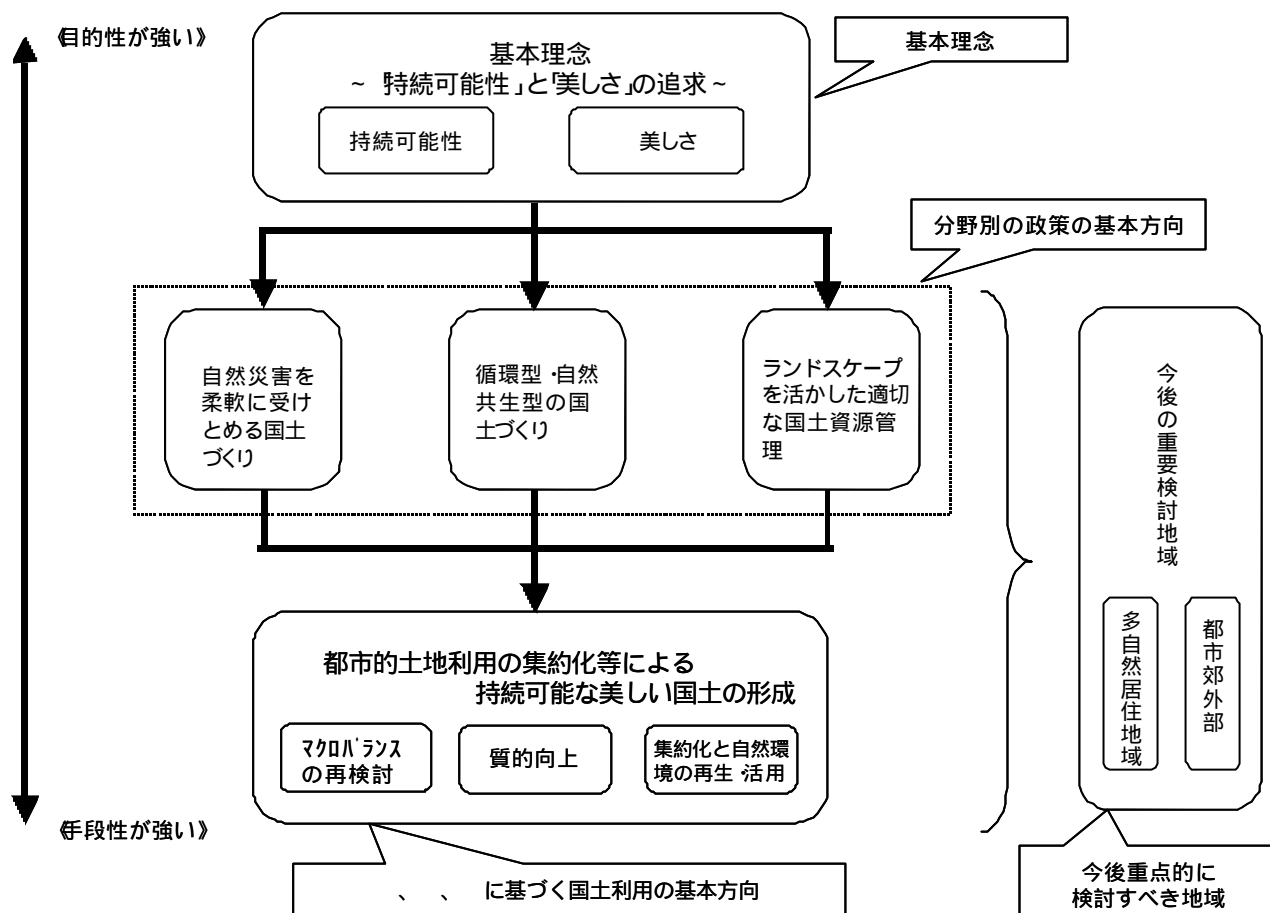 《目的性が強い》
基本理念
～「持続可能性」と「美しさ」の追求～
持続可能性
美しさ
基本理念
分野別の政策の基本方向
自然災害を
柔軟に受け
とめる国土
づくり
循環型・自然
共生型の国
土づくり
ランドスケープ
を活かした適切
な国土資源管
理
都市的土地利用の集約化等による
持続可能な美しい国土の形成
マクロバランス
の再検討
質的向上
集約化と自然環
境の再生・活用
《手段性が強い》
、　、　に基づく国土利用の基本方向
今後の重要検討地域
多自然居住地域
都市郊外部
今後重点的に
検討すべき地域